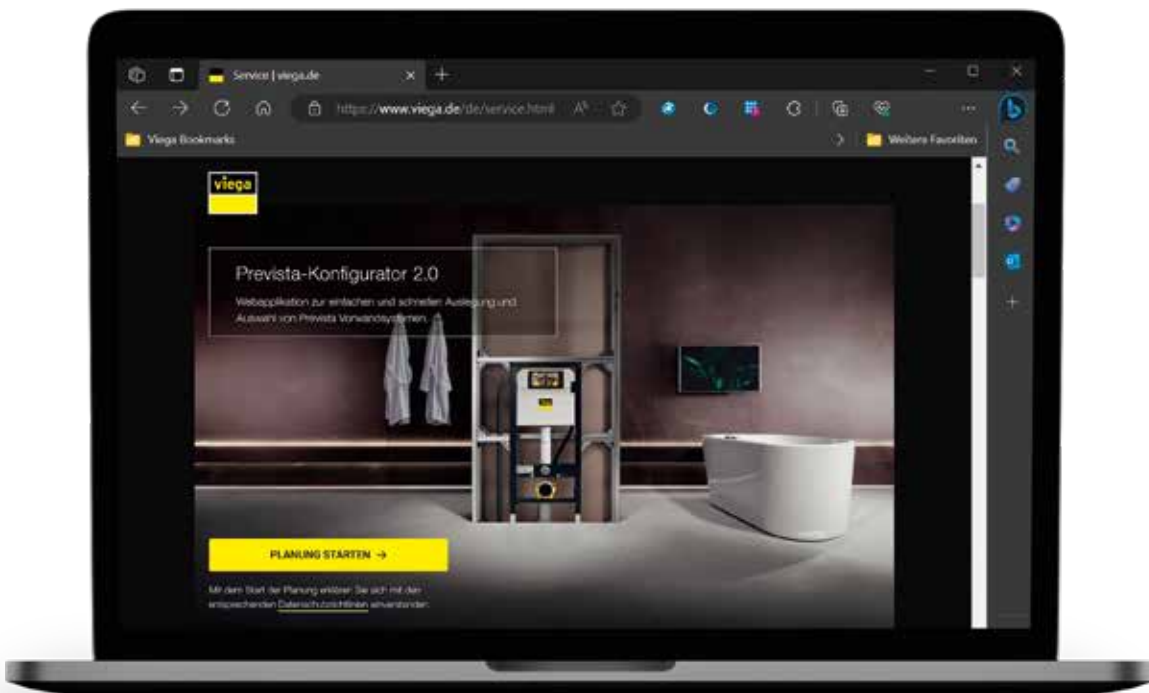 Service | viega.de
https://www.viega.de/de/service.html
Viega Bookmarks
Weitere Favoriten
viega
Prevista-Konfigurator 2.0
Webapplikation zur einfachen und schnellen Auslegung und
Auswahl von Prevista Vorwandsystemen.
PLANUNG STARTEN →
Mit dem Start der Planung erklären Sie sich mit den
entsprechenden Datenschutzrichtlinien einverstanden.